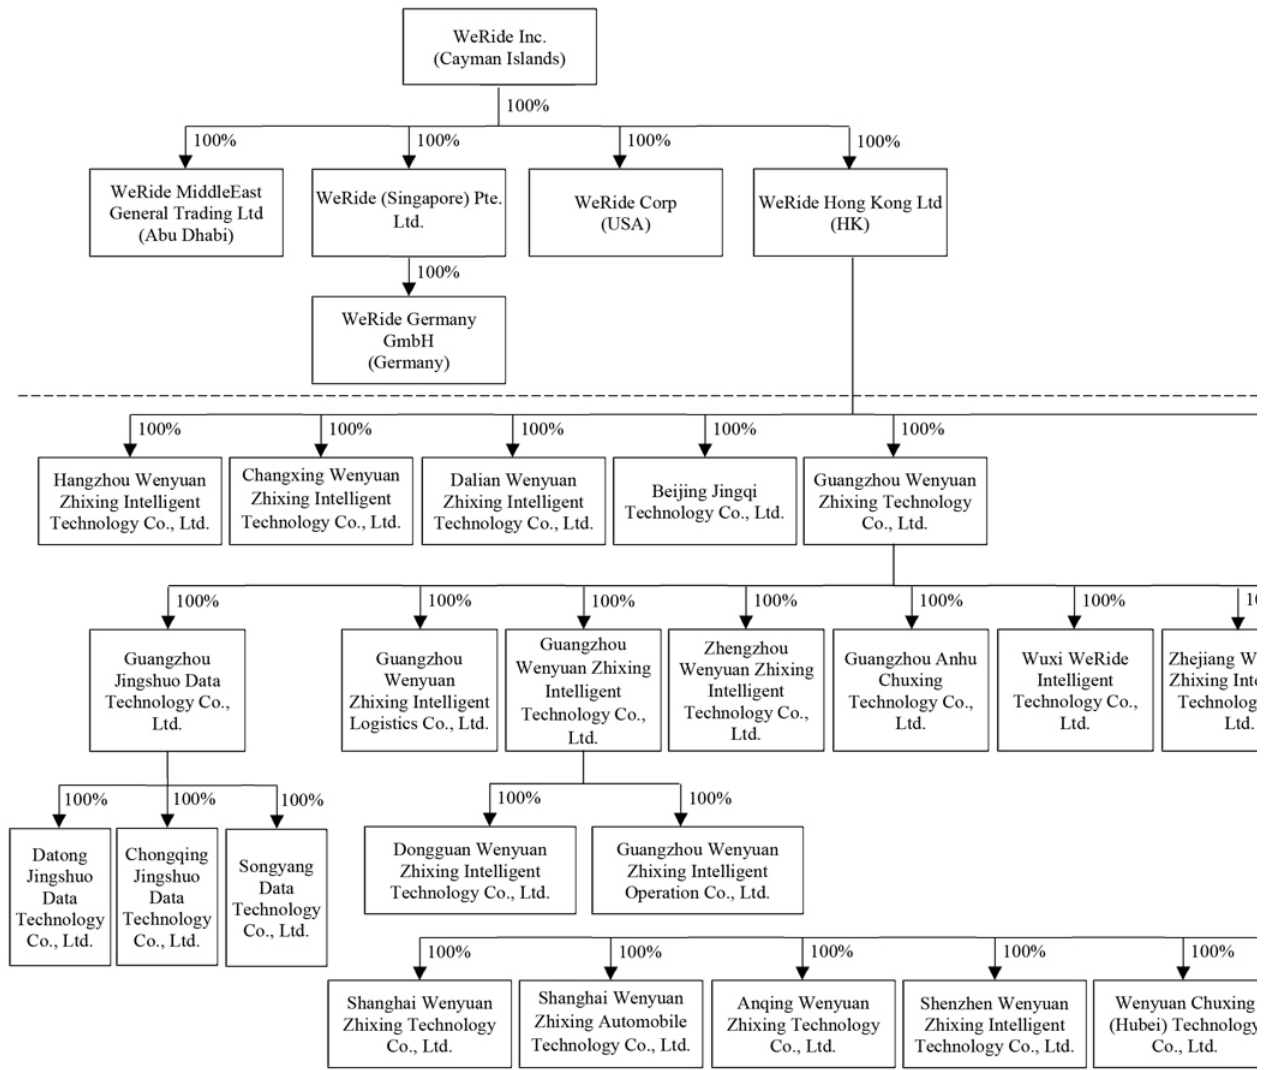 WeRide Inc.
(Cayman Islands)
100%
100%
100%
100%
100%
WeRide MiddleEast
General Trading Ltd
(Abu Dhabi)
WeRide (Singapore) Pte.
Ltd.
WeRide Corp
(USA)
WeRide Hong Kong Ltd
(HK)
100%
WeRide Germany
GmbH
(Germany)
100%
100%
100%
100%
100%
Hangzhou Wenyuan
Zhixing Intelligent
Technology Co., Ltd.
Changxing Wenyuan
Zhixing Intelligent
Technology Co., Ltd.
Dalian Wenyuan
Zhixing Intelligent
Technology Co., Ltd.
Beijing Jingqi
Technology Co., Ltd.
Guangzhou Wenyuan
Zhixing Technology
Co., Ltd.
100%
100%
100%
100%
100%
100%
Guangzhou
Jingshuo Data
Technology Co.,
Ltd.
Guangzhou
Wenyuan
Zhixing Intelligent
Logistics Co., Ltd.
Guangzhou
Wenyuan Zhixing
Intelligent
Technology Co.,
Ltd.
Zhengzhou
Wenyuan Zhixing
Intelligent
Technology Co.,
Ltd.
Guangzhou Anhu
Chuxing
Technology Co.,
Ltd.
Wuxi WeRide
Intelligent
Technology Co.,
Ltd.
Zhejiang W
Zhixing Inte
Technolog
Ltd.
100%
100%
100%
Datong
Jingshuo
Data
Technology
Co., Ltd.
Chongqing
Jingshuo
Data
Technology
Co., Ltd.
Songyang
Data
Technology
Co., Ltd.
100%
100%
Dongguan Wenyuan
Zhixing Intelligent
Technology Co., Ltd.
Guangzhou Wenyuan
Zhixing Intelligent
Operation Co., Ltd.
100%
100%
100%
100%
100%
Shanghai Wenyuan
Zhixing Technology
Co., Ltd.
Shanghai Wenyuan
Zhixing Automobile
Technology Co., Ltd.
Anqing Wenyuan
Zhixing Technology
Co., Ltd.
Shenzhen Wenyuan
Zhixing Intelligent
Technology Co., Ltd.
Wenyuan Chuxing
(Hubei) Technology
Co., Ltd.